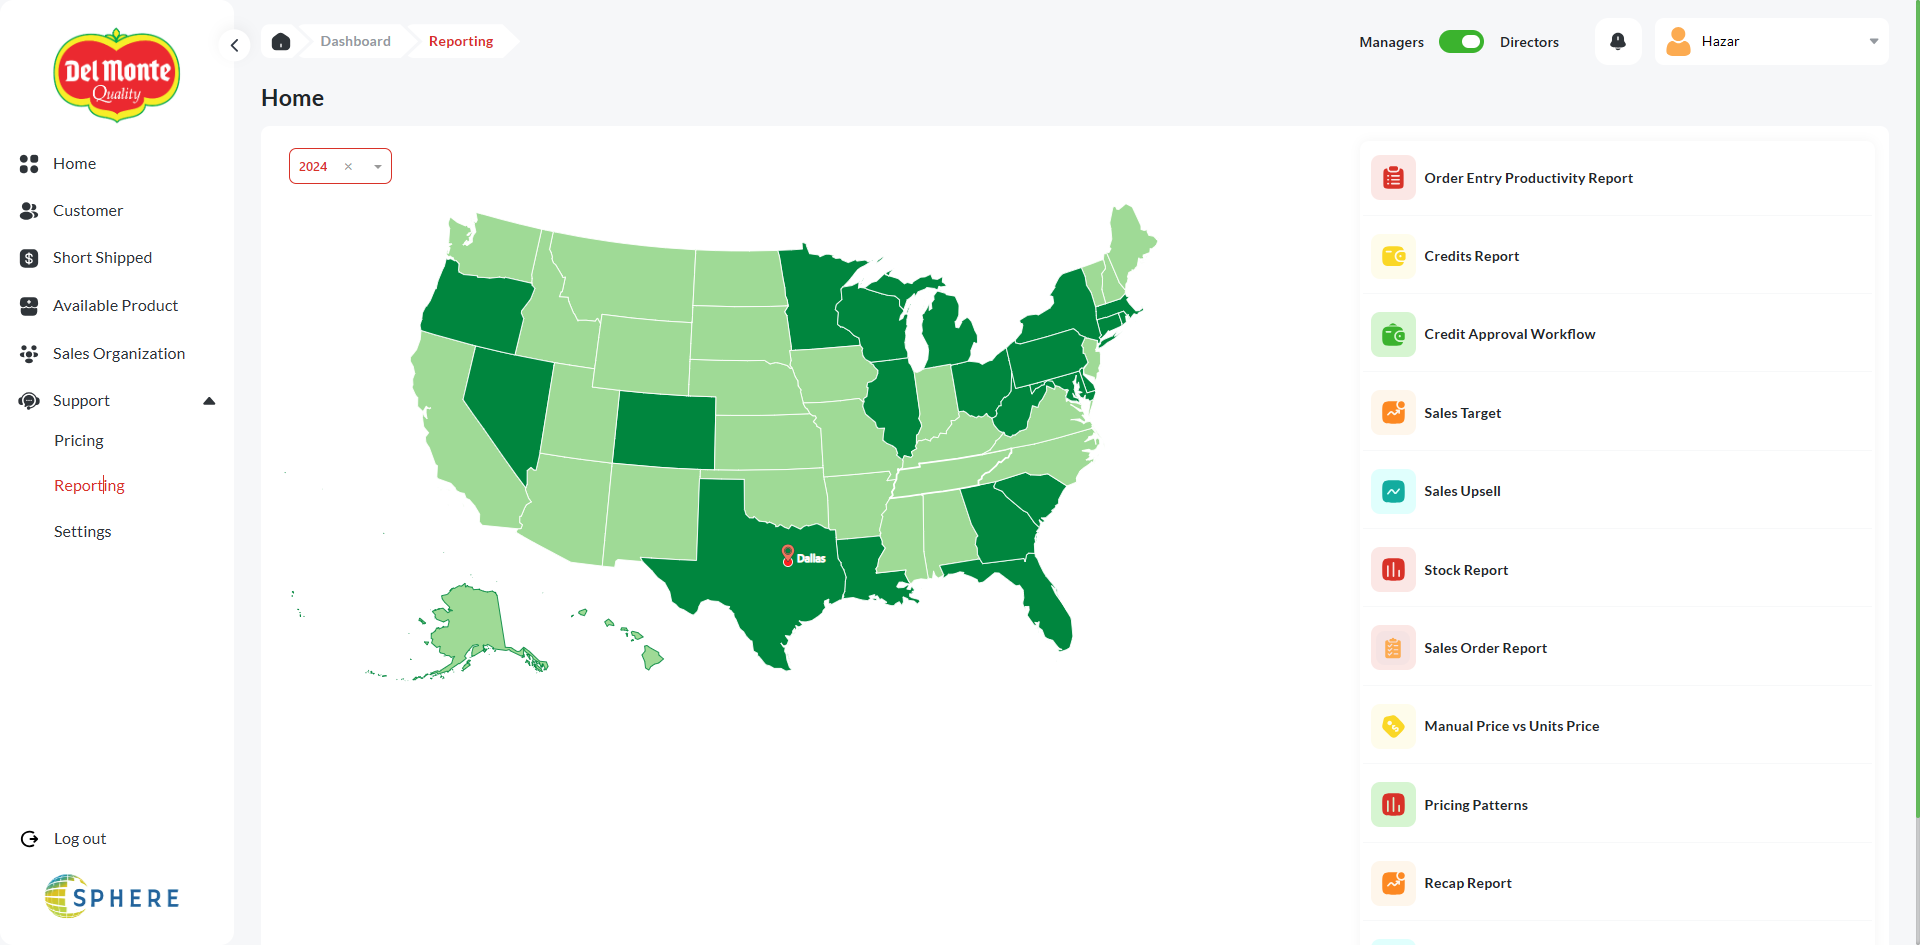 Del Monte
Quality
Home
Customer
Short Shipped
Available Product
Sales Organization
Support
Pricing
Reporting
Settings
Log out
SPHERE
Dashboard
Reporting
Managers
Directors
Hazar
Home
2024
Dallas
Order Entry Productivity Report
Credits Report
Credit Approval Workflow
Sales Target
Sales Upsell
Stock Report
Sales Order Report
Manual Price vs Units Price
Pricing Patterns
Recap Report